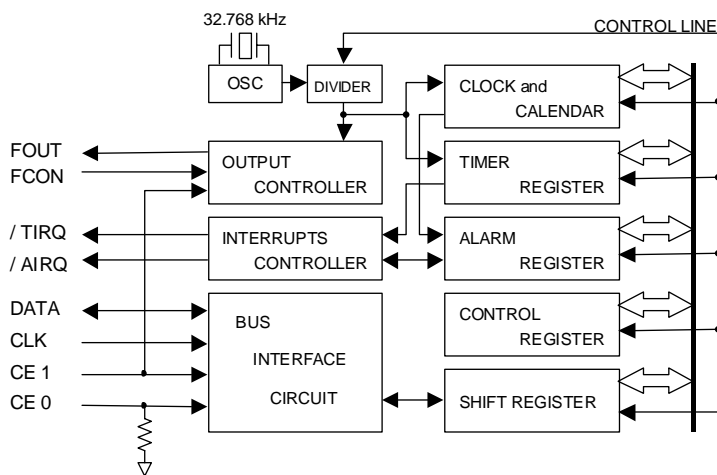 32.768 kHz
CONTROL LINE
OSC
DIVIDER
CLOCK and
CALENDAR
FOUT
FCON
OUTPUT
CONTROLLER
TIMER
REGISTER
/ TIRQ
/ AIRQ
INTERRUPTS
CONTROLLER
ALARM
REGISTER
DATA
CLK
CE 1
CE 0
BUS
INTERFACE
CIRCUIT
CONTROL
REGISTER
SHIFT REGISTER